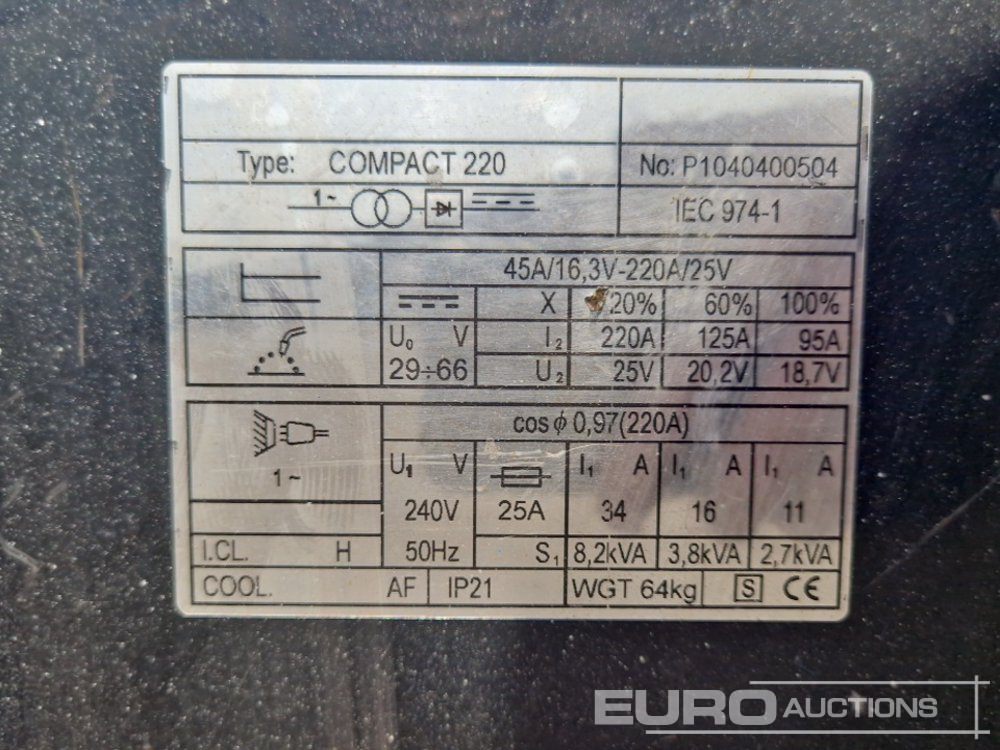 Type: COMPACT 220 No: P1040400504
1~ IEC 974-1
45A/16,3V-220A/25V
X 20% 60% 100%
U₀ V I₂ 220A 125A 95A
29÷66 U₂ 25V 20,2V 18,7V
cosϕ 0,97(220A)
1~ U₁ V I₁ A I₁ A I₁ A
240V 25A 34 16 11
I.CL. H 50Hz S₁ 8,2kVA 3,8kVA 2,7kVA
COOL. AF IP21 WGT 64kg S CE
EURO AUCTIONS